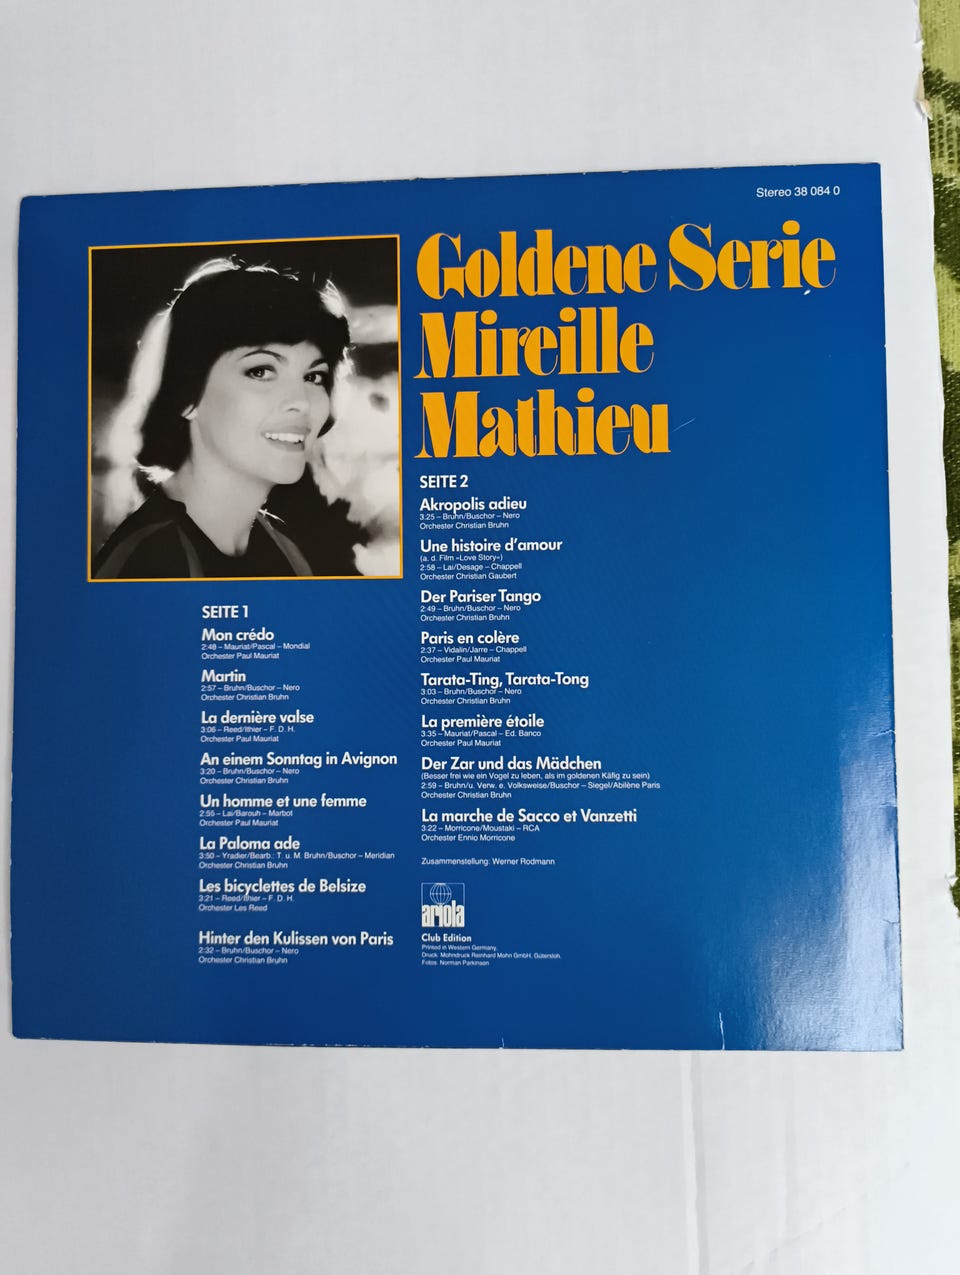 Stereo 38 084 0
Goldene Serie
Mireille
Mathieu
SEITE 1
Mon crédo
2:48 – Mauriat/Pascal – Mondial
Orchester Paul Mauriat
Martin
2:57 – Bruhn/Buschor – Nero
Orchester Christian Bruhn
La dernière valse
3:06 – Reed/Ithier – F. D. H.
Orchester Paul Mauriat
An einem Sonntag in Avignon
3:20 – Bruhn/Buschor – Nero
Orchester Christian Bruhn
Un homme et une femme
2:55 – Lai/Barouh – Marbot
Orchester Paul Mauriat
La Paloma ade
3:50 – Yradier/Bearb.: T. u. M. Bruhn/Buschor – Meridian
Orchester Christian Bruhn
Les bicyclettes de Belsize
3:21 – Reed/Ithier – F. D. H.
Orchester Les Reed
Hinter den Kulissen von Paris
2:32 – Bruhn/Buschor – Nero
Orchester Christian Bruhn
SEITE 2
Akropolis adieu
3:25 – Bruhn/Buschor – Nero
Orchester Christian Bruhn
Une histoire d'amour
(a. d. Film »Love Story«)
2:58 – Lai/Desage – Chappell
Orchester Christian Gaubert
Der Pariser Tango
2:49 – Bruhn/Buschor – Nero
Orchester Christian Bruhn
Paris en colère
2:37 – Vidalin/Jarre – Chappell
Orchester Paul Mauriat
Tarata-Ting, Tarata-Tong
3:03 – Bruhn/Buschor – Nero
Orchester Christian Bruhn
La première étoile
3.35 – Mauriat/Pascal – Ed. Banco
Orchester Paul Mauriat
Der Zar und das Mädchen
(Besser frei wie ein Vogel zu leben, als im goldenen Käfig zu sein)
2:59 – Bruhn/u. Verw. e. Volksweise/Buschor – Siegel/Abilène Paris
Orchester Christian Bruhn
La marche de Sacco et Vanzetti
3:22 – Morricone/Moustaki – RCA
Orchester Ennio Morricone
Zusammenstellung: Werner Rodmann
ariola
Club Edition
Printed in Western Germany.
Druck: Mohndruck Reinhard Mohn GmbH, Gütersloh.
Fotos: Norman Parkinson